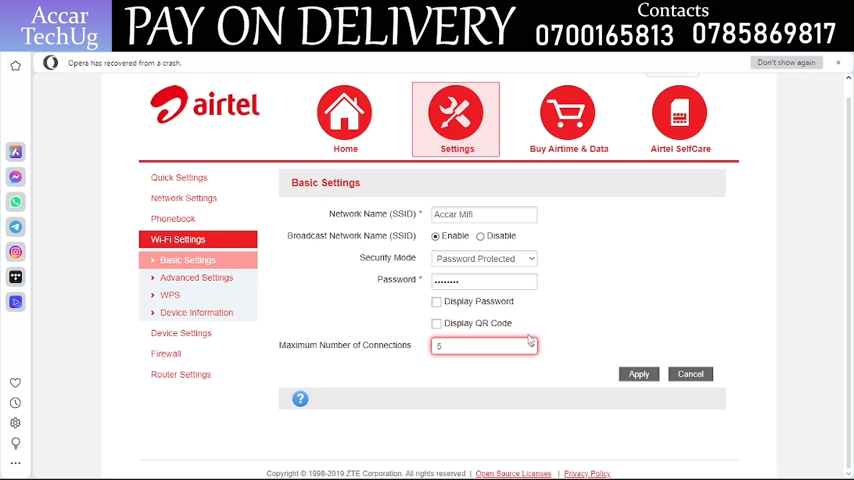 Accar
TechUg
PAY ON DELIVERY
Contacts
0700165813 0785869817
Opera has recovered from a crash.
Don't show again
airtel
Home
Settings
Buy Airtime & Data
Airtel SelfCare
Quick Settings
Network Settings
Phonebook
Wi-Fi Settings
Basic Settings
Advanced Settings
WPS
Device Information
Device Settings
Firewall
Router Settings
Basic Settings
Network Name (SSID) * Accar Mifi
Broadcast Network Name (SSID) Enable Disable
Security Mode Password Protected
Password * ••••••••
Display Password
Display QR Code
Maximum Number of Connections 5
Apply Cancel
?
Copyright © 1998-2019 ZTE Corporation. All rights reserved | Open Source Licenses | Privacy Policy